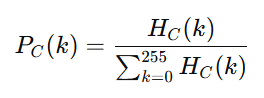 P_C(k) = \frac{H_C(k)}{\sum_{k=0}^{255} H_C(k)}